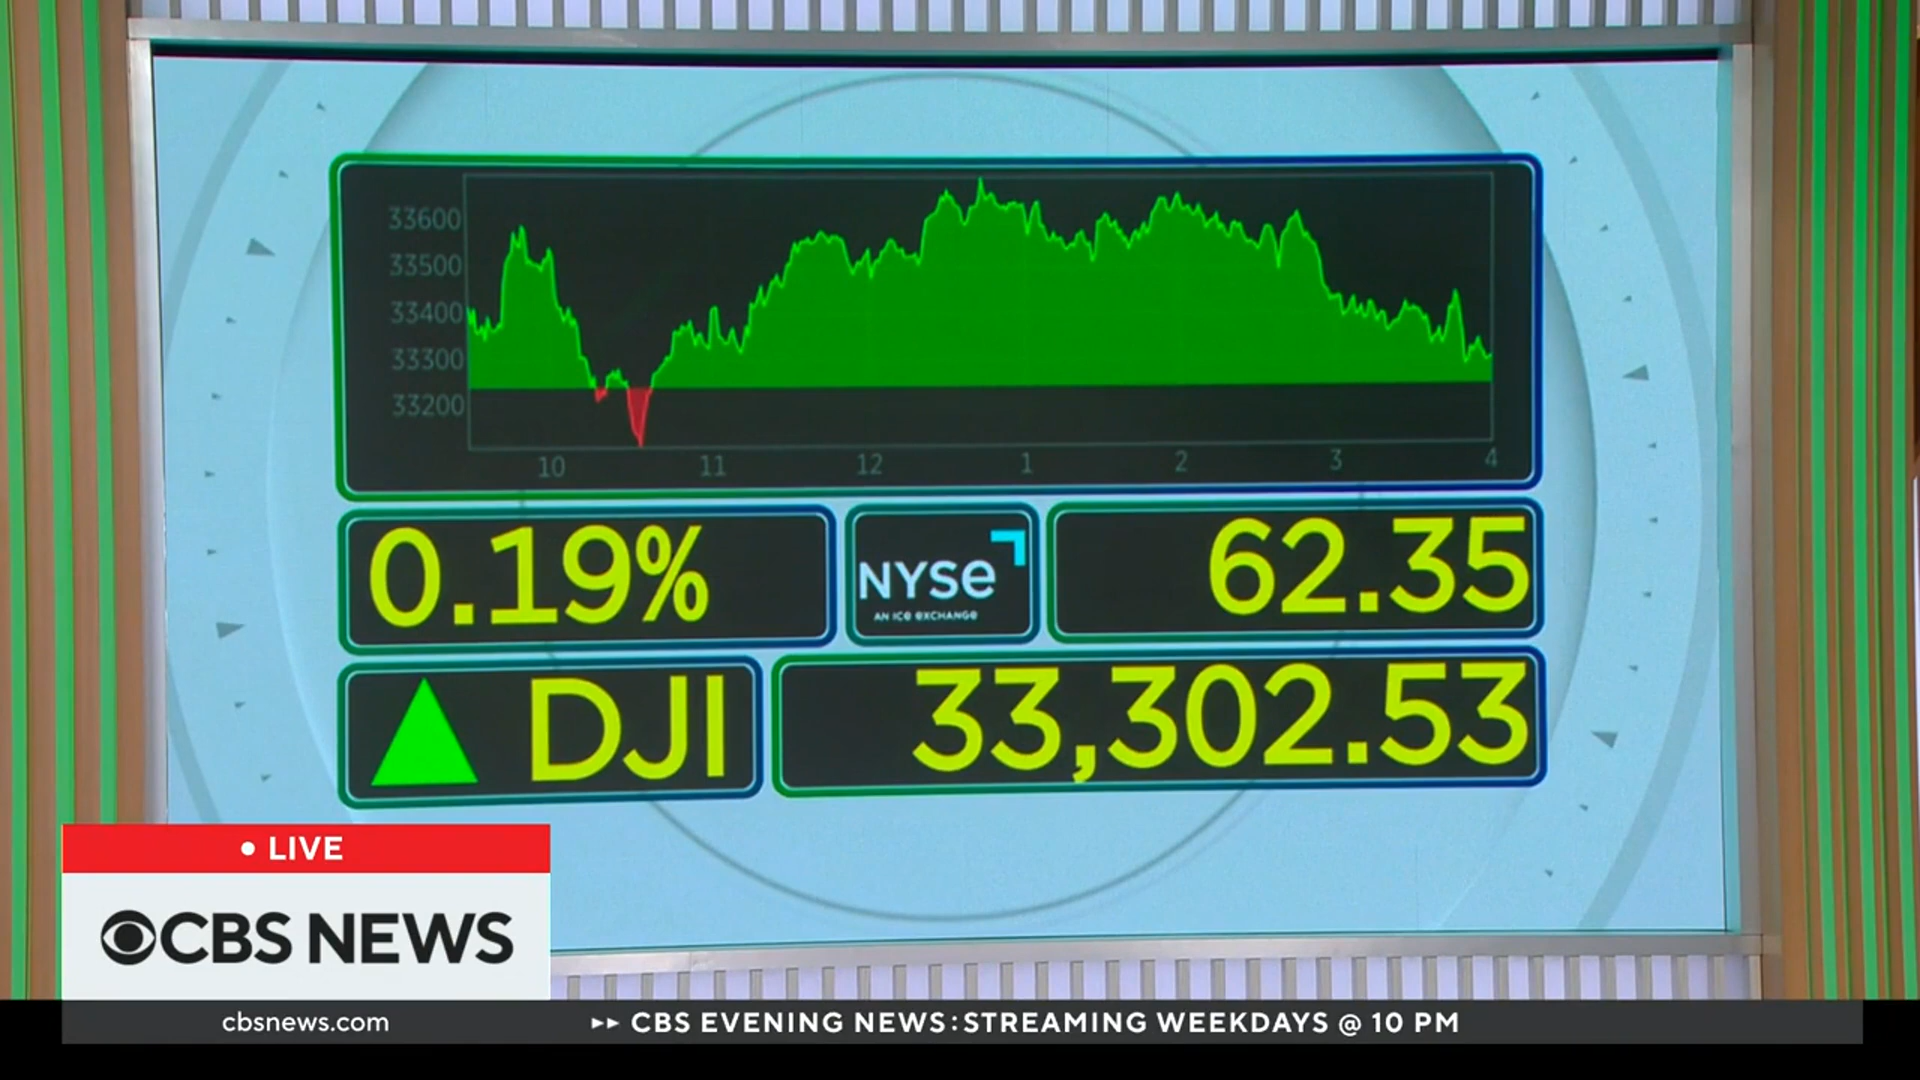 33600
33500
33400
33300
33200
10 11 12 1 2 3 4
0.19%
NYSE
AN ICE EXCHANGE
62.35
DJI
33,302.53
• LIVE
CBS NEWS
cbsnews.com
CBS EVENING NEWS: STREAMING WEEKDAYS @ 10 PM